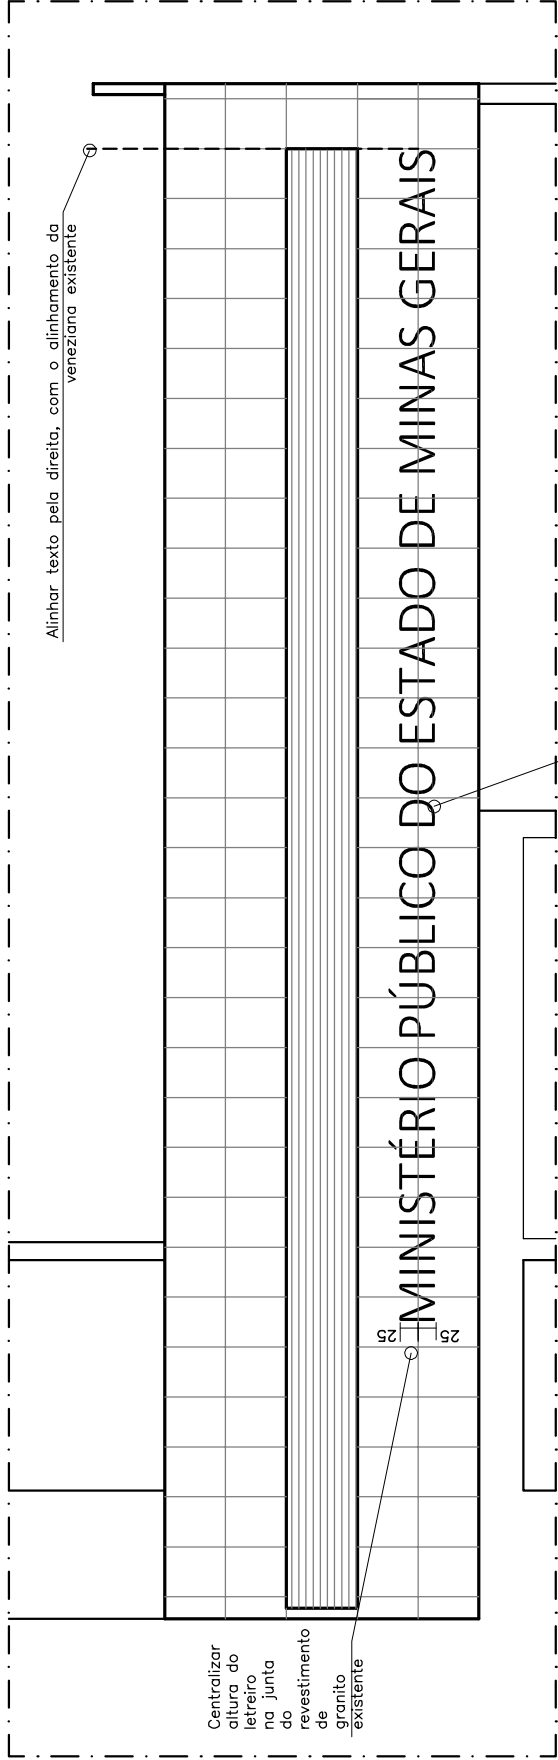 Alinhar texto pela direita, com o alinhamento da
veneziana existente
MINISTÉRIO PÚBLICO DO ESTADO DE MINAS GERAIS
25
25
Centralizar
altura do
letreiro
na junta
do
revestimento
de
granito
existente